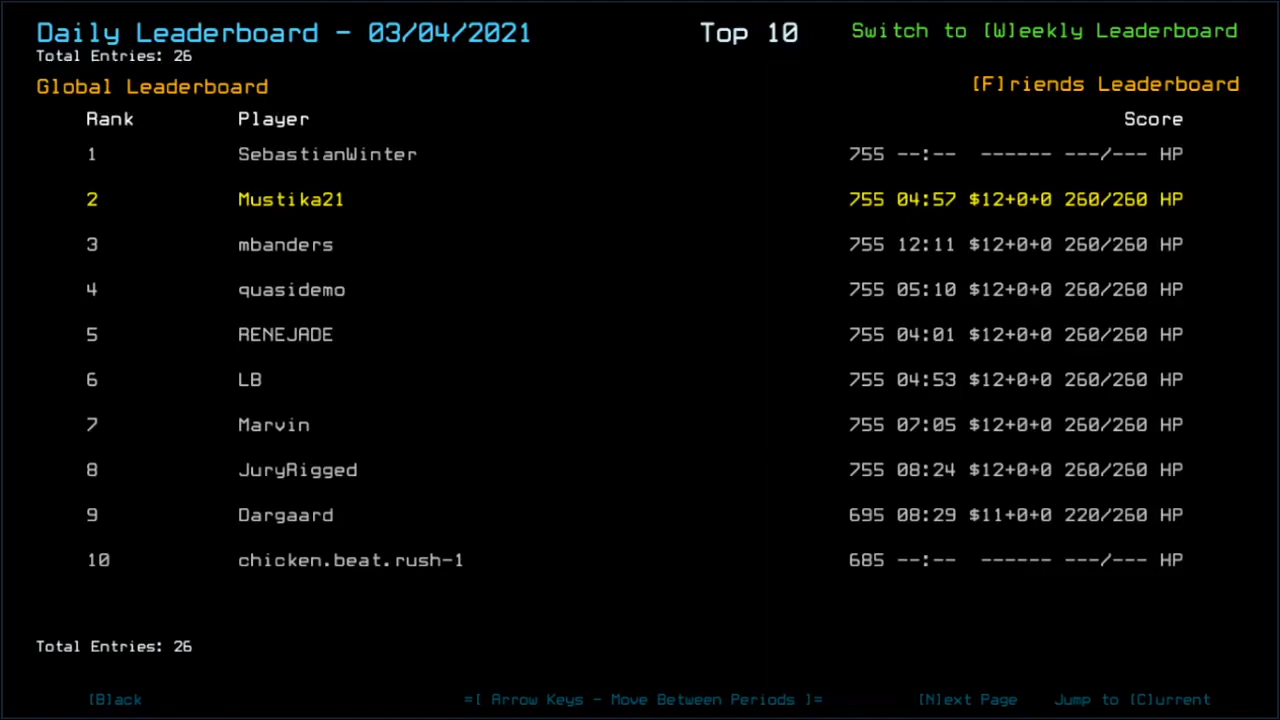 Daily Leaderboard - 03/04/2021 Top 10 Switch to [W]eekly Leaderboard
Total Entries: 26
Global Leaderboard [F]riends Leaderboard
Rank Player Score
1 SebastianWinter 755 --:-- ------ ---/--- HP
2 Mustika21 755 04:57 $12+0+0 260/260 HP
3 mbanders 755 12:11 $12+0+0 260/260 HP
4 quasidemo 755 05:10 $12+0+0 260/260 HP
5 RENEJADE 755 04:01 $12+0+0 260/260 HP
6 LB 755 04:53 $12+0+0 260/260 HP
7 Marvin 755 07:05 $12+0+0 260/260 HP
8 JuryRigged 755 08:24 $12+0+0 260/260 HP
9 Dargaard 695 08:29 $11+0+0 220/260 HP
10 chicken.beat.rush-1 685 --:-- ------ ---/--- HP
Total Entries: 26
[B]ack =[ Arrow Keys - Move Between Periods ]= [N]ext Page Jump to [C]urrent